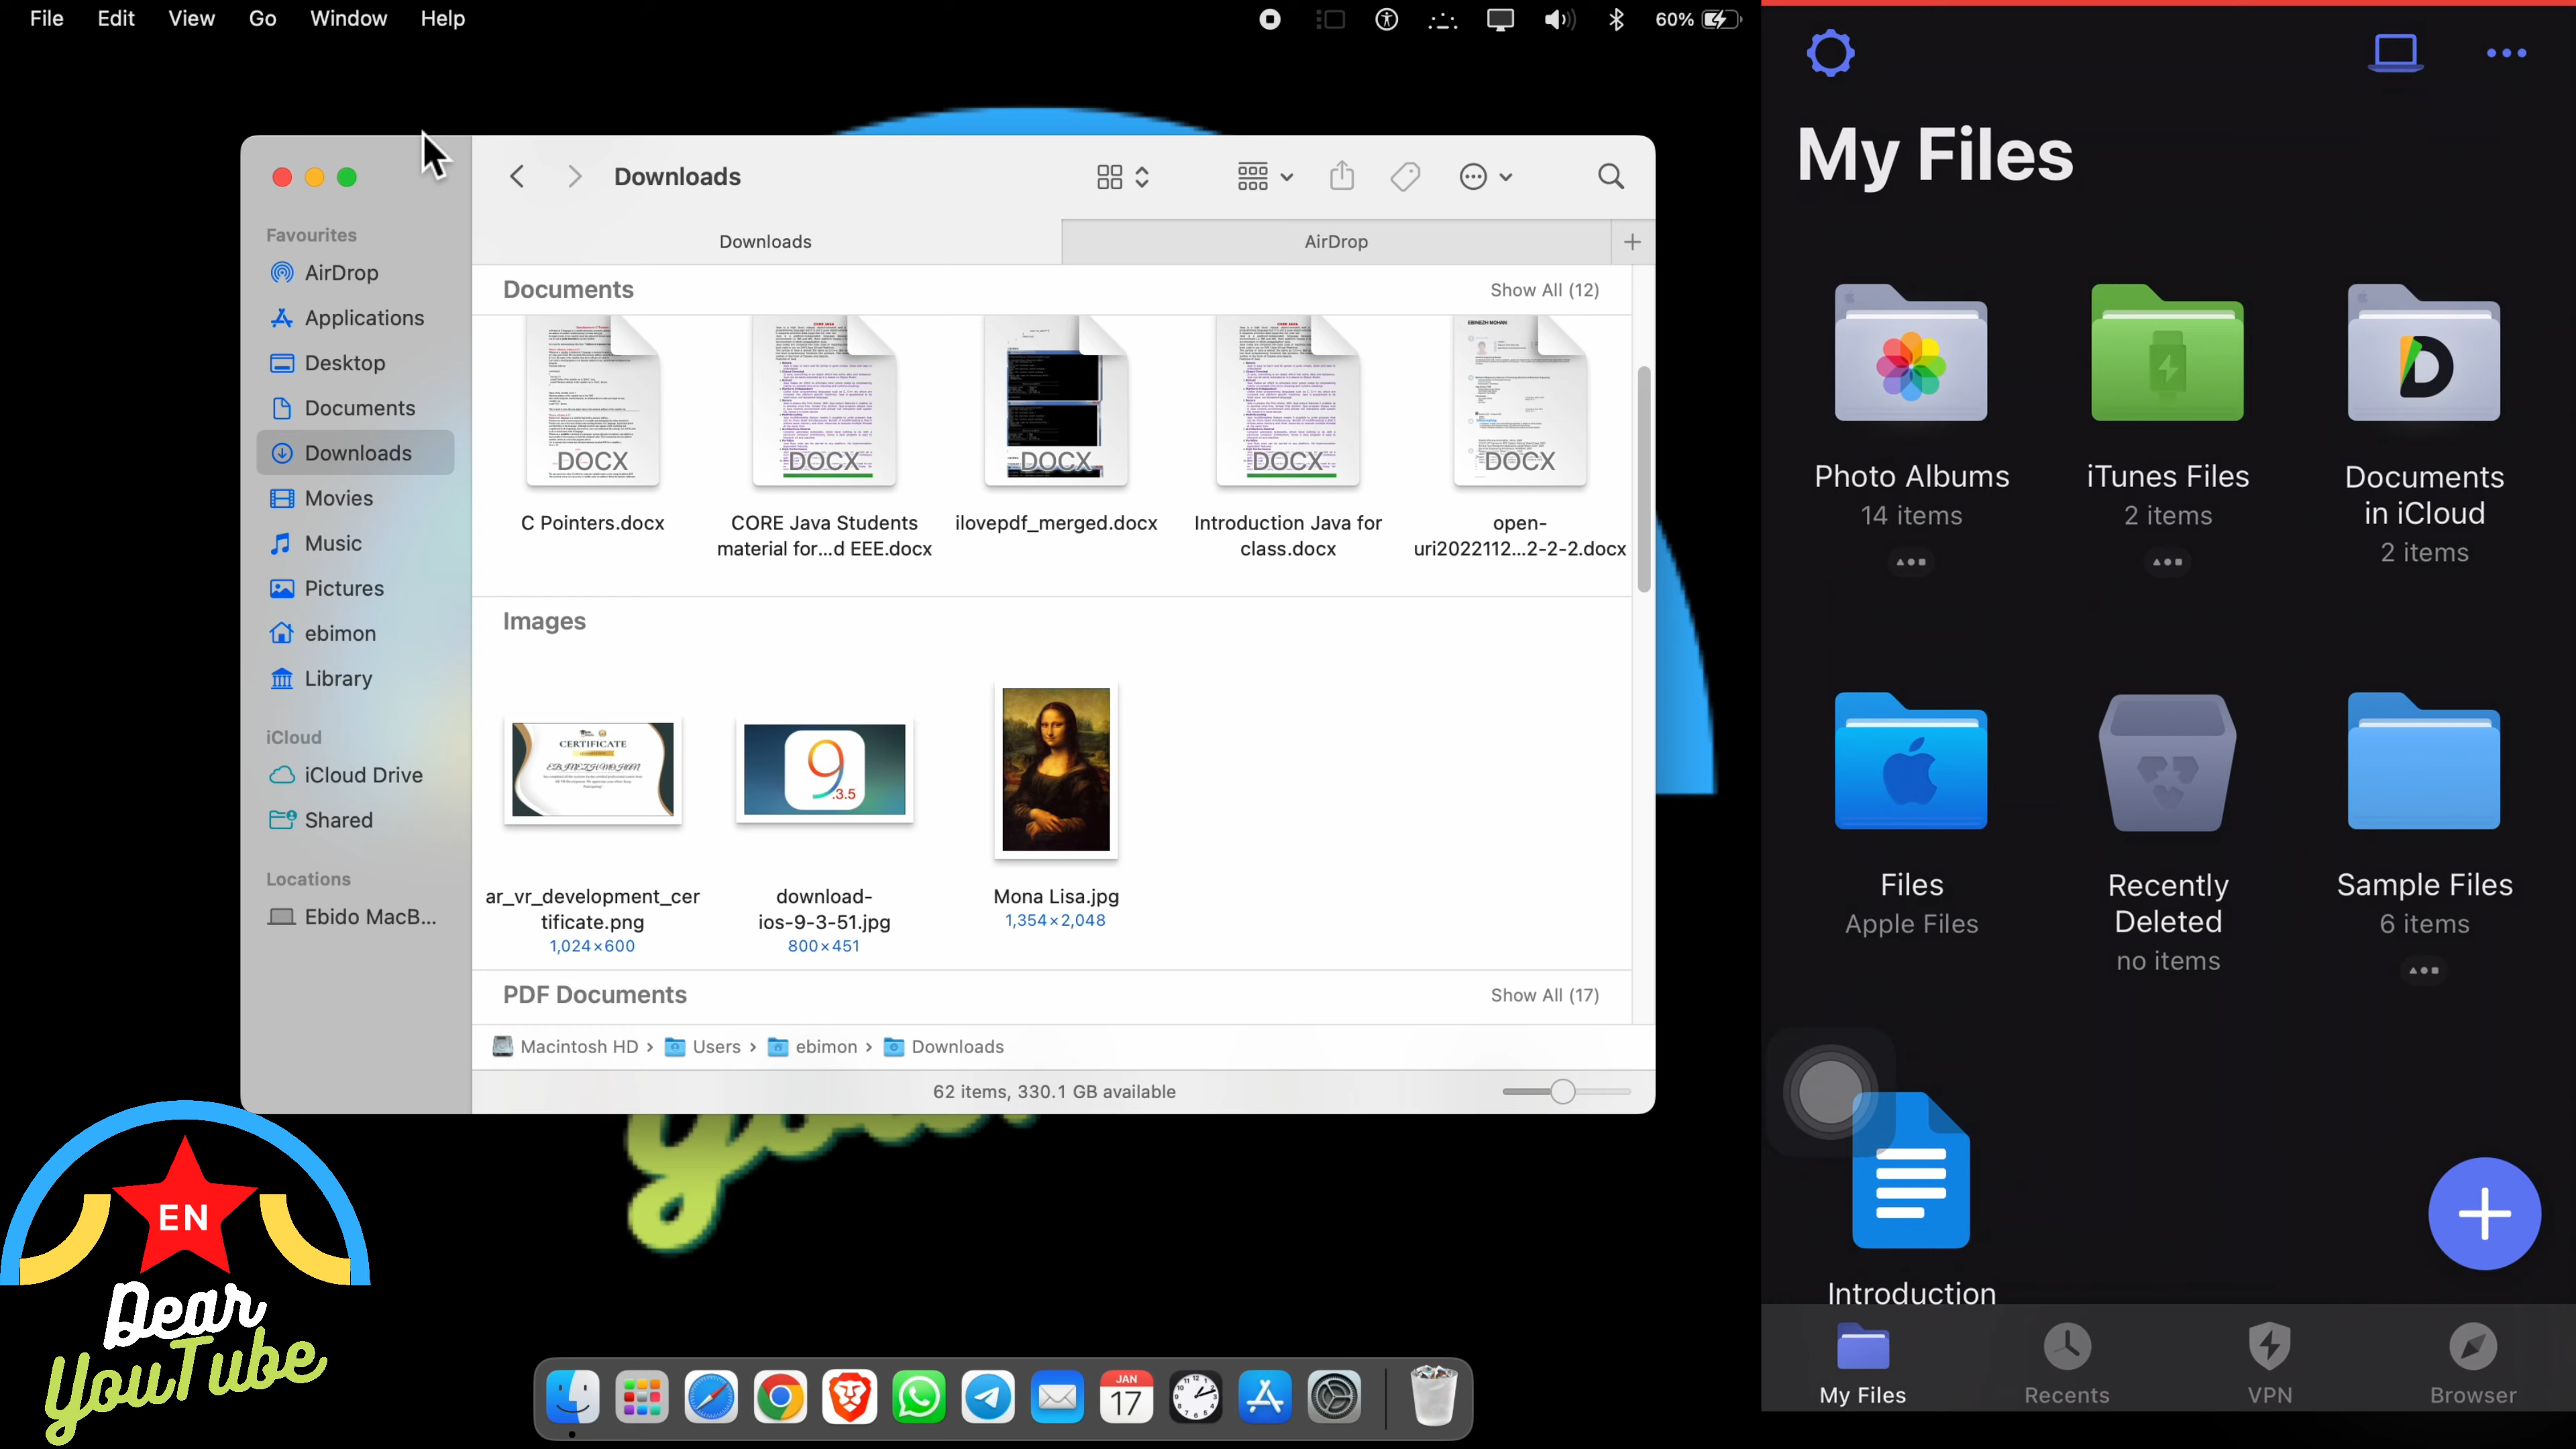 File Edit View Go Window Help
60%
Downloads
Downloads
AirDrop
Favourites
AirDrop
Applications
Desktop
Documents
Downloads
Movies
Music
Pictures
ebimon
Library
iCloud
iCloud Drive
Shared
Locations
Ebido MacB...
Documents
Show All (12)
EBINEZH MOHAN
DOCX
DOCX
DOCX
DOCX
DOCX
C Pointers.docx
CORE Java Students
material for...d EEE.docx
ilovepdf_merged.docx
Introduction Java for
class.docx
open-
uri2022112...2-2-2.docx
Images
CERTIFICATE
EBINEZH MOHAN
9.3.5
ar_vr_development_cer
tificate.png
1,024×600
download-
ios-9-3-51.jpg
800×451
Mona Lisa.jpg
1,354×2,048
PDF Documents
Show All (17)
Macintosh HD › Users › ebimon › Downloads
62 items, 330.1 GB available
EN
Dear
YouTube
JAN
17
My Files
Photo Albums
14 items
iTunes Files
2 items
Documents
in iCloud
2 items
Files
Apple Files
Recently
Deleted
no items
Sample Files
6 items
Introduction
My Files
Recents
VPN
Browser